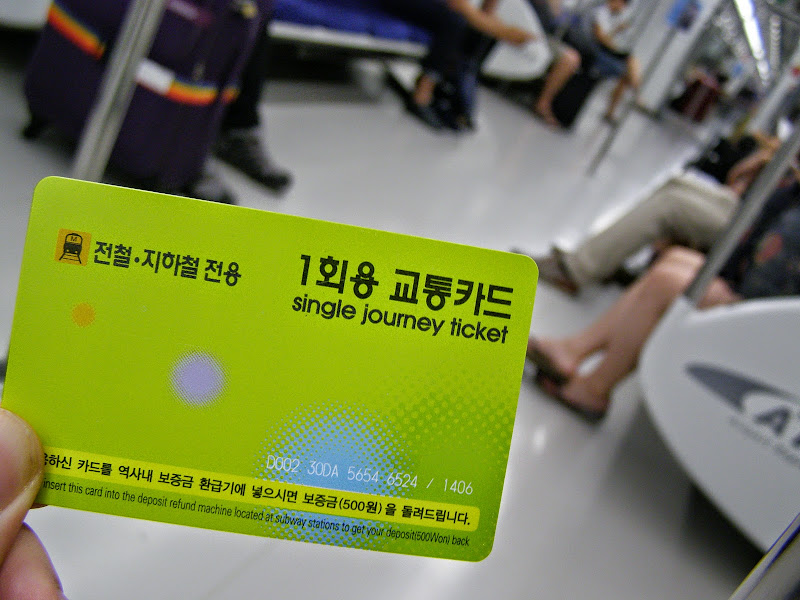 전철·지하철 전용
1회용 교통카드
single journey ticket
D002 30DA 5654 6524 / 1406
용하신 카드를 역사내 보증금 환급기에 넣으시면 보증금(500원)을 돌려드립니다.
insert this card into the deposit refund machine located at subway stations to get your deposit(500Won) back